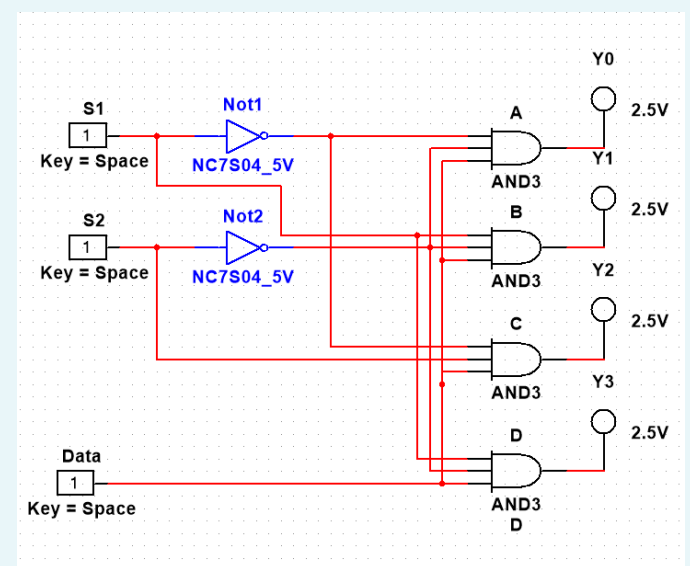 Y0
S1
Not1
A
2.5V
1
Key = Space
NC7S04_5V
Y1
AND3
S2
Not2
B
2.5V
1
Key = Space
NC7S04_5V
Y2
AND3
C
2.5V
Y3
AND3
D
2.5V
Data
1
Key = Space
AND3
D